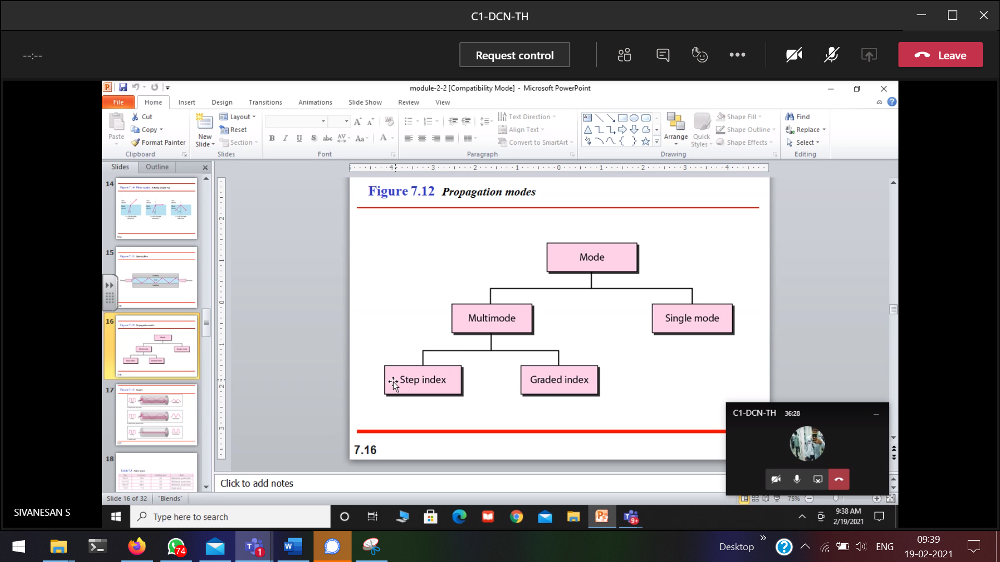 C1-DCN-TH
--:--
Request control
Leave
module-2-2 [Compatibility Mode] - Microsoft PowerPoint
File Home Insert Design Transitions Animations Slide Show Review View
Paste
Cut
Copy
Format Painter
Clipboard
New Slide
Layout
Reset
Section
Slides
Font
Text Direction
Align Text
Convert to SmartArt
Paragraph
Arrange
Quick Styles
Shape Fill
Shape Outline
Shape Effects
Drawing
Find
Replace
Select
Editing
Slides Outline
14
15
16
17
18
Figure 7.12 Propagation modes
Mode
Multimode Single mode
Step index Graded index
7.16
C1-DCN-TH 36:28
Click to add notes
Slide 16 of 32 "Blends" 75%
SIVANESAN S
Type here to search
9+
9:38 AM
2/19/2021
74
1
Desktop
ENG
09:39
19-02-2021